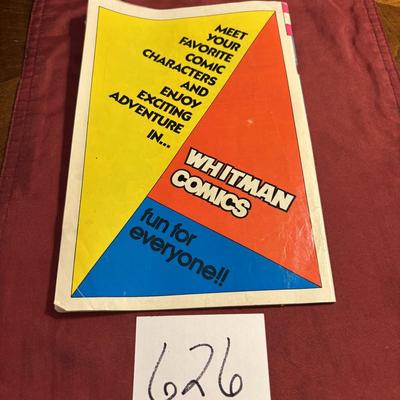 MEET
YOUR
FAVORITE
COMIC
CHARACTERS
AND
ENJOY
EXCITING
ADVENTURE
IN...
WHITMAN
COMICS
fun for
everyone!!
626